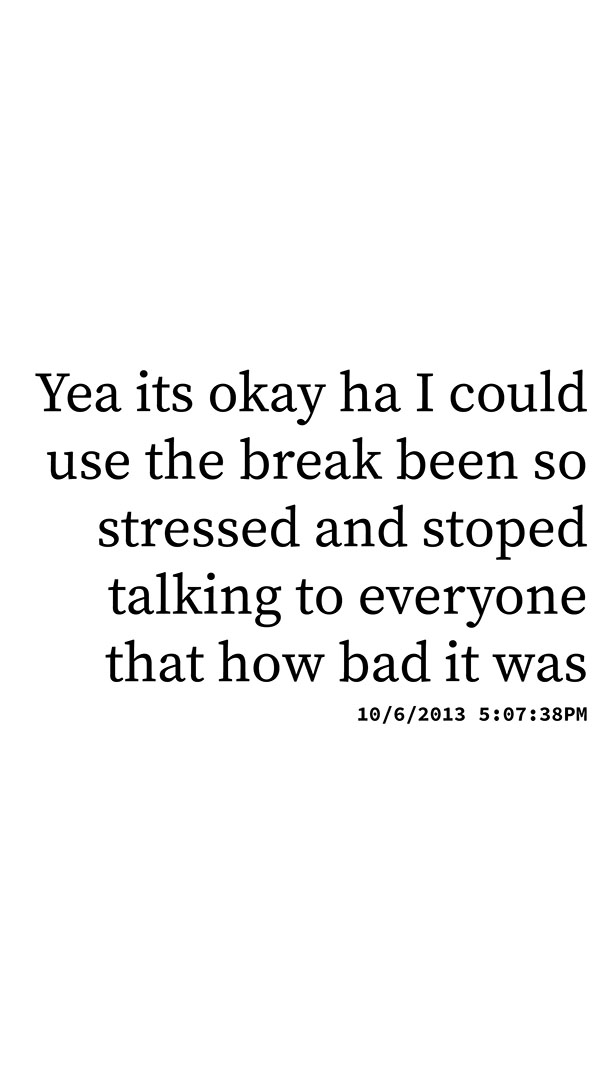 Yea its okay ha I could
use the break been so
stressed and stoped
talking to everyone
that how bad it was
10/6/2013 5:07:38PM